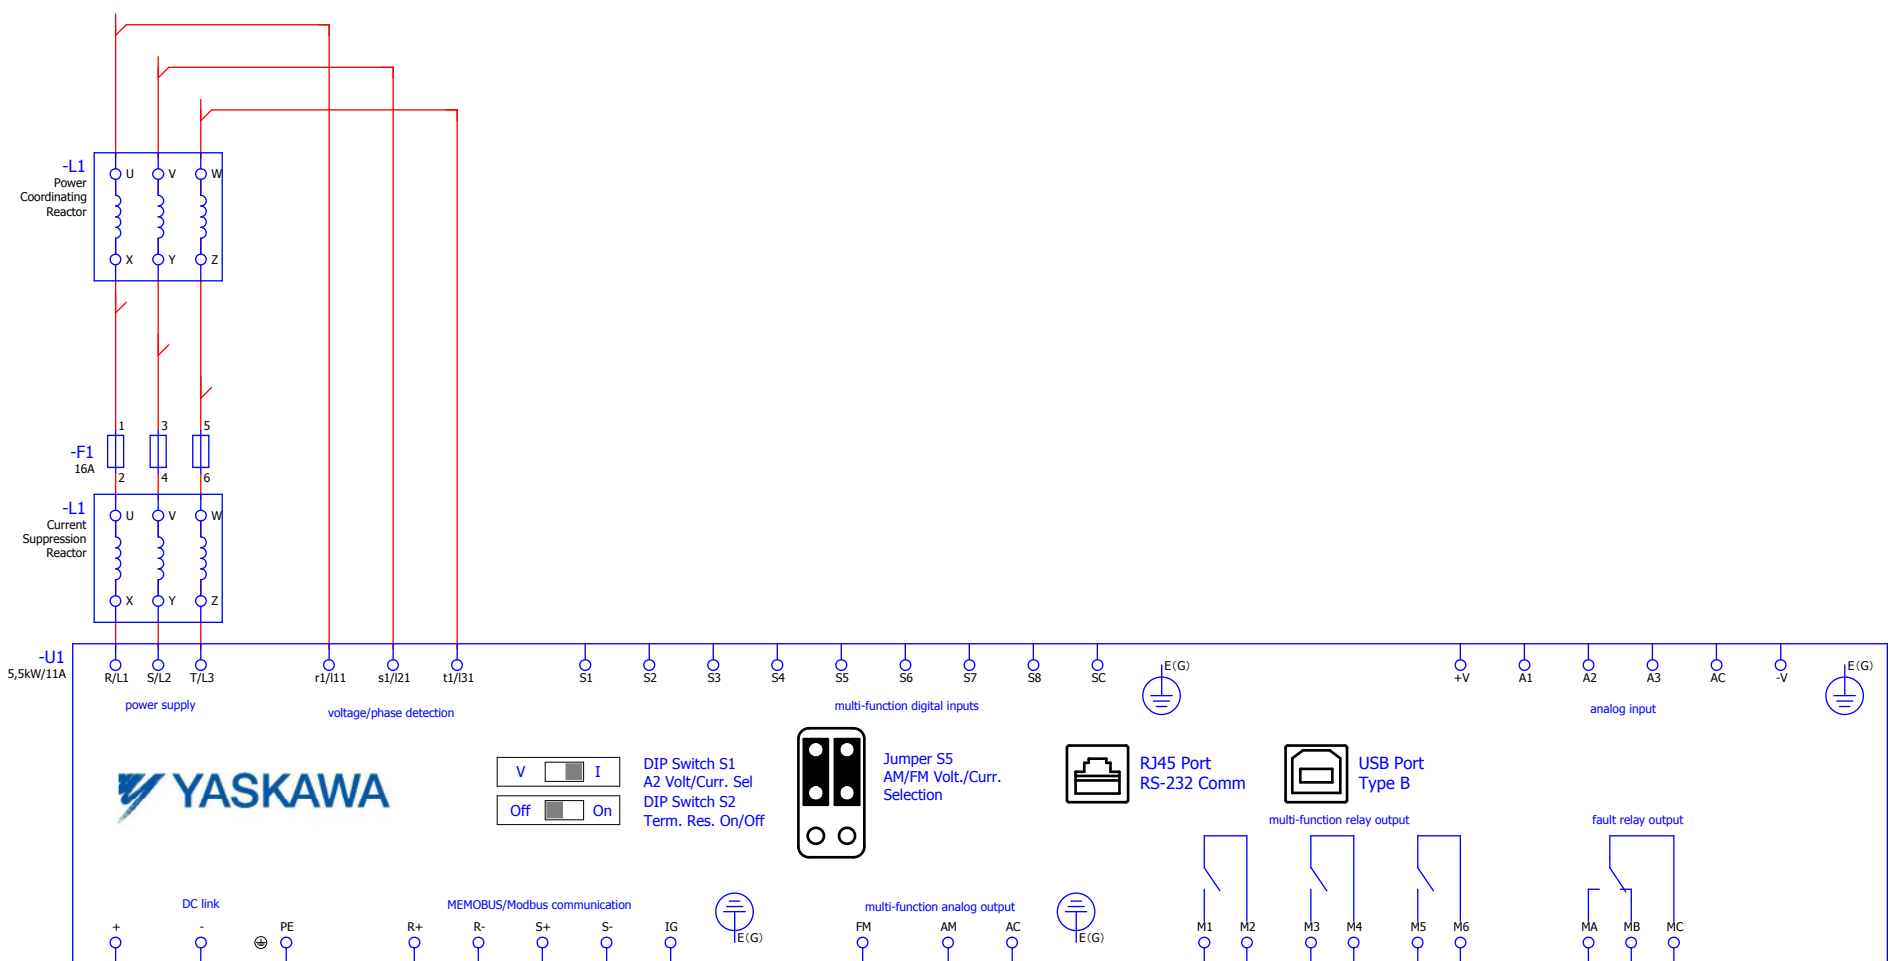 -L1
Power
Coordinating
Reactor
U V W
X Y Z
1 3 5
-F1
16A
2 4 6
-L1
Current
Suppression
Reactor
U V W
X Y Z
-U1
5,5kW/11A
R/L1 S/L2 T/L3 r1/l11 s1/l21 t1/l31 S1 S2 S3 S4 S5 S6 S7 S8 SC E(G) +V A1 A2 A3 AC -V E(G)
power supply voltage/phase detection multi-function digital inputs analog input
YASKAWA
V I
DIP Switch S1
A2 Volt/Curr. Sel
Off On
DIP Switch S2
Term. Res. On/Off
Jumper S5
AM/FM Volt./Curr.
Selection
RJ45 Port
RS-232 Comm
USB Port
Type B
multi-function relay output fault relay output
DC link MEMOBUS/Modbus communication multi-function analog output
+ - PE R+ R- S+ S- IG E(G) FM AM AC E(G) M1 M2 M3 M4 M5 M6 MA MB MC